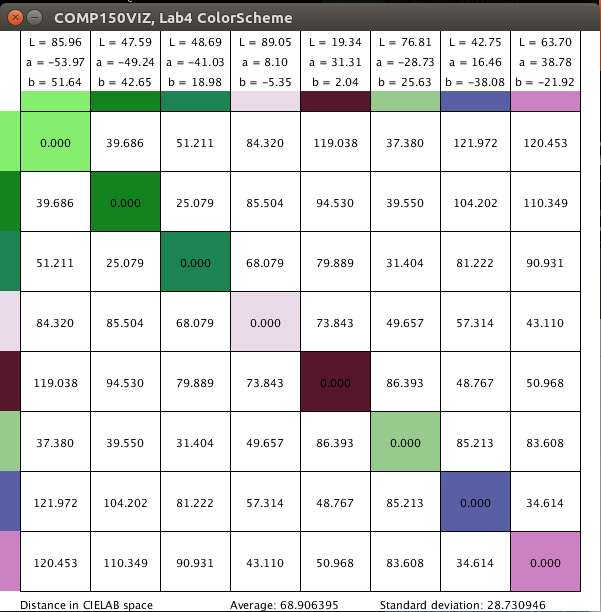 COMP150VIZ, Lab4 ColorScheme
L = 85.96 L = 47.59 L = 48.69 L = 89.05 L = 19.34 L = 76.81 L = 42.75 L = 63.70
a = -53.97 a = -49.24 a = -41.03 a = 8.10 a = 31.31 a = -28.73 a = 16.46 a = 38.78
b = 51.64 b = 42.65 b = 18.98 b = -5.35 b = 2.04 b = 25.63 b = -38.08 b = -21.92
0.000 39.686 51.211 84.320 119.038 37.380 121.972 120.453
39.686 0.000 25.079 85.504 94.530 39.550 104.202 110.349
51.211 25.079 0.000 68.079 79.889 31.404 81.222 90.931
84.320 85.504 68.079 0.000 73.843 49.657 57.314 43.110
119.038 94.530 79.889 73.843 0.000 86.393 48.767 50.968
37.380 39.550 31.404 49.657 86.393 0.000 85.213 83.608
121.972 104.202 81.222 57.314 48.767 85.213 0.000 34.614
120.453 110.349 90.931 43.110 50.968 83.608 34.614 0.000
Distance in CIELAB space Average: 68.906395 Standard deviation: 28.730946